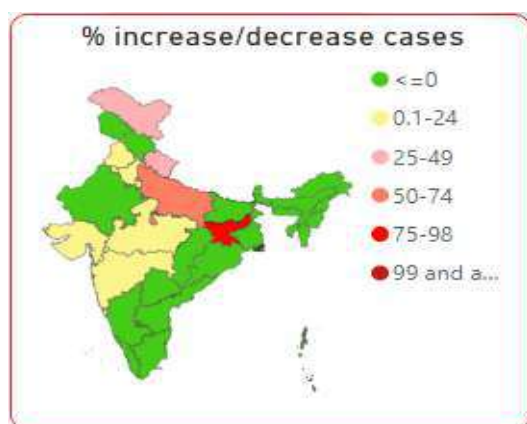 % increase/decrease cases
<=0
0.1-24
25-49
50-74
75-98
99 and a...